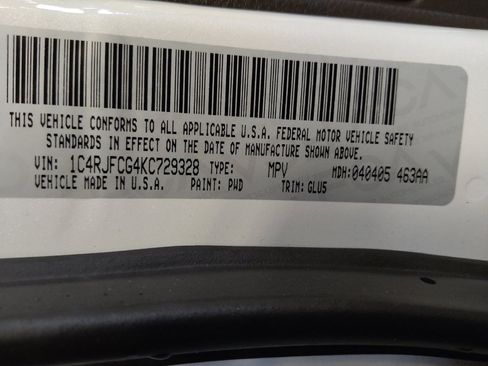 THIS VEHICLE CONFORMS TO ALL APPLICABLE U.S.A. FEDERAL MOTOR VEHICLE SAFETY
STANDARDS IN EFFECT ON THE DATE OF MANUFACTURE SHOWN ABOVE.
VIN: 1C4RJFCG4KC729328 TYPE: MPV MDH:040405 463AA
VEHICLE MADE IN U.S.A. PAINT: PWD TRIM:GLU5